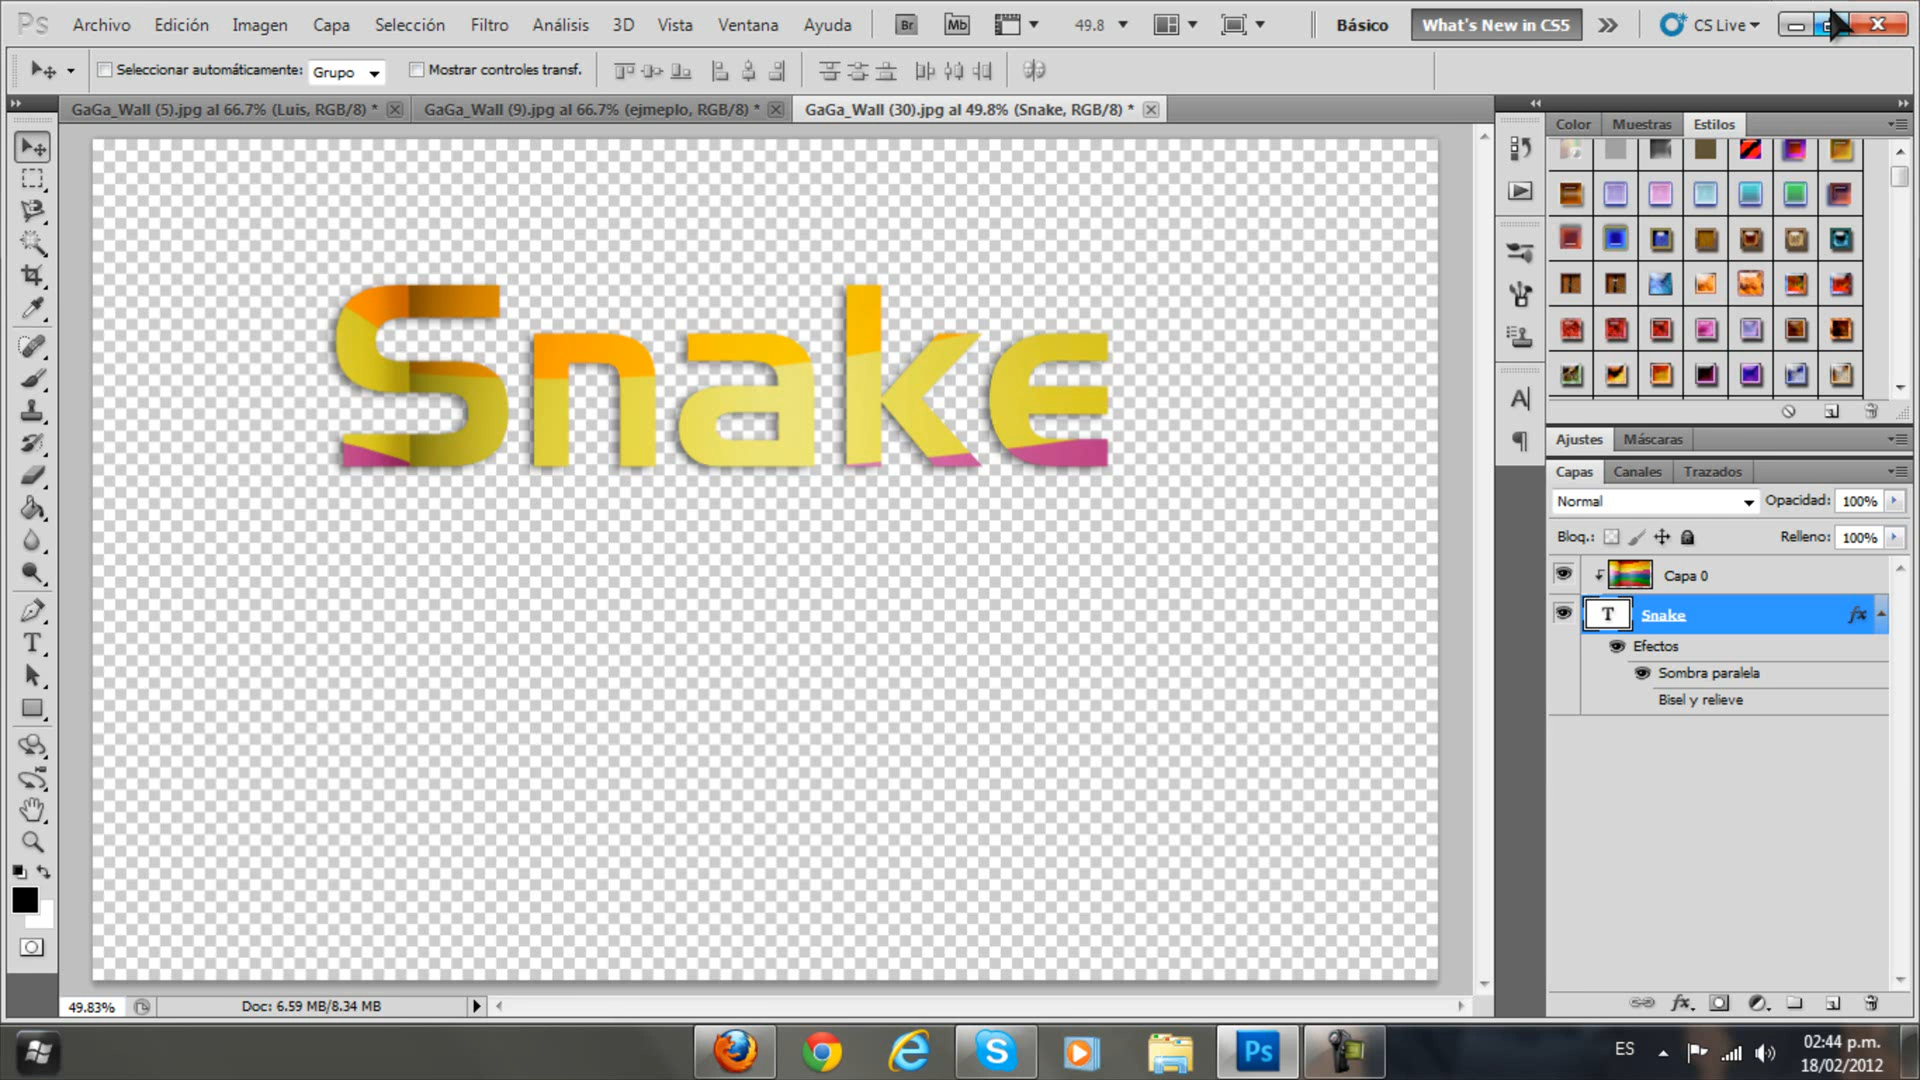 Ps Archivo Edición Imagen Capa Selección Filtro Análisis 3D Vista Ventana Ayuda Br Mb 49.8 Básico What's New in CS5 CS Live
Seleccionar automáticamente: Grupo Mostrar controles transf.
GaGa_Wall (5).jpg al 66.7% (Luis, RGB/8) * GaGa_Wall (9).jpg al 66.7% (ejmeplo, RGB/8) * GaGa_Wall (30).jpg al 49.8% (Snake, RGB/8) *
Color Muestras Estilos
Snake
A
Ajustes Máscaras
Capas Canales Trazados
Normal Opacidad: 100%
Bloq.: Relleno: 100%
Capa 0
T Snake fx
Efectos
Sombra paralela
Bisel y relieve
T
49.83% Doc: 6.59 MB/8.34 MB
fx
Ps
ES
02:44 p.m.
18/02/2012